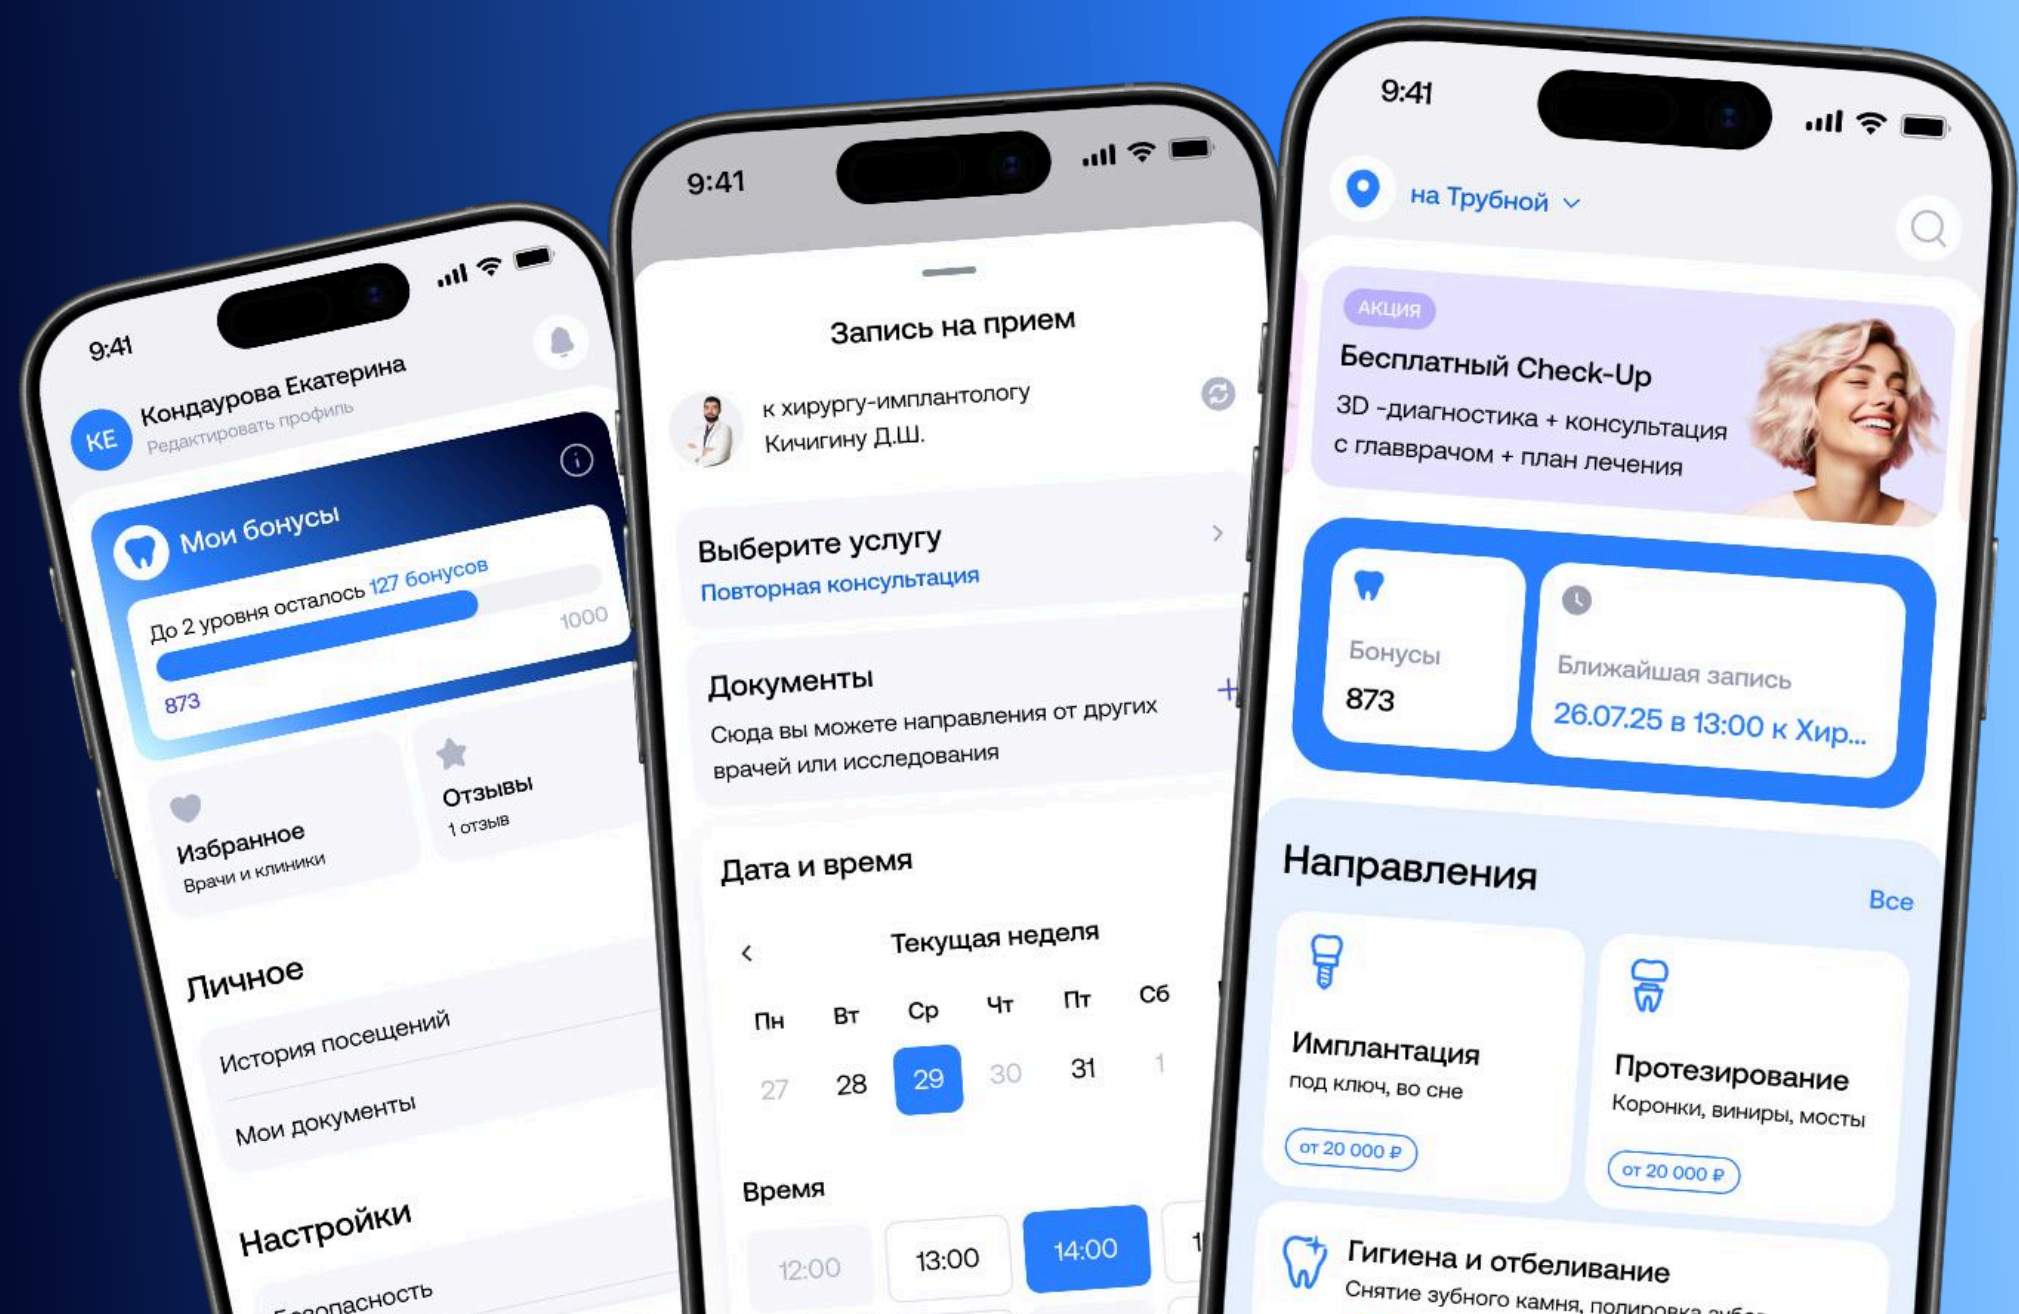 9:41
Кондаурова Екатерина
Редактировать профиль
КЕ
Мои бонусы
До 2 уровня осталось 127 бонусов
1000
873
Избранное
Врачи и клиники
Отзывы
1 отзыв
Личное
История посещений
Мои документы
Настройки
9:41
Запись на прием
к хирургу-имплантологу
Кичигину Д.Ш.
Выберите услугу
Повторная консультация
Документы
Сюда вы можете направления от других
врачей или исследования
Дата и время
Текущая неделя
Пн Вт Ср Чт Пт Сб
27 28 29 30 31 1
Время
12:00 13:00 14:00
9:41
на Трубной
АКЦИЯ
Бесплатный Check-Up
3D -диагностика + консультация
с главврачом + план лечения
Бонусы
873
Ближайшая запись
26.07.25 в 13:00 к Хир...
Направления
Все
Имплантация
под ключ, во сне
от 20 000 ₽
Протезирование
Коронки, виниры, мосты
от 20 000 ₽
Гигиена и отбеливание
Снятие зубного камня, полировка